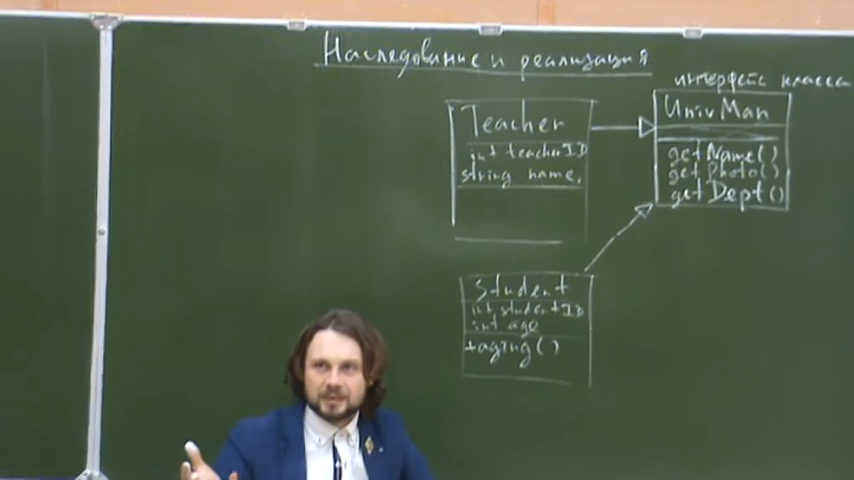 Наследование и реализация
интерфейс класса
UnivMan
getName()
getPhoto()
getDept()
Teacher
int teacherID
string name,
Student
int studentID
int age
+aging()